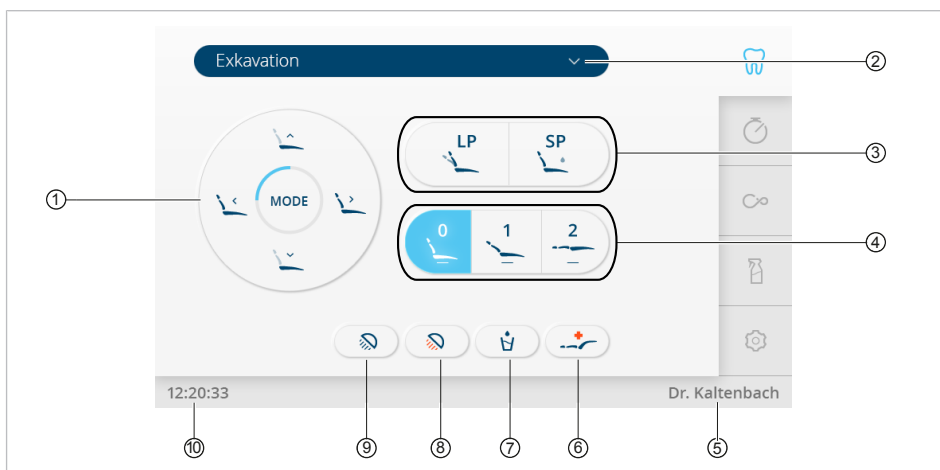 Exkavation
②
LP SP
③
①
MODE
0 1 2
④
12:20:33
Dr. Kaltenbach
⑩ ⑨ ⑧ ⑦ ⑥ ⑤